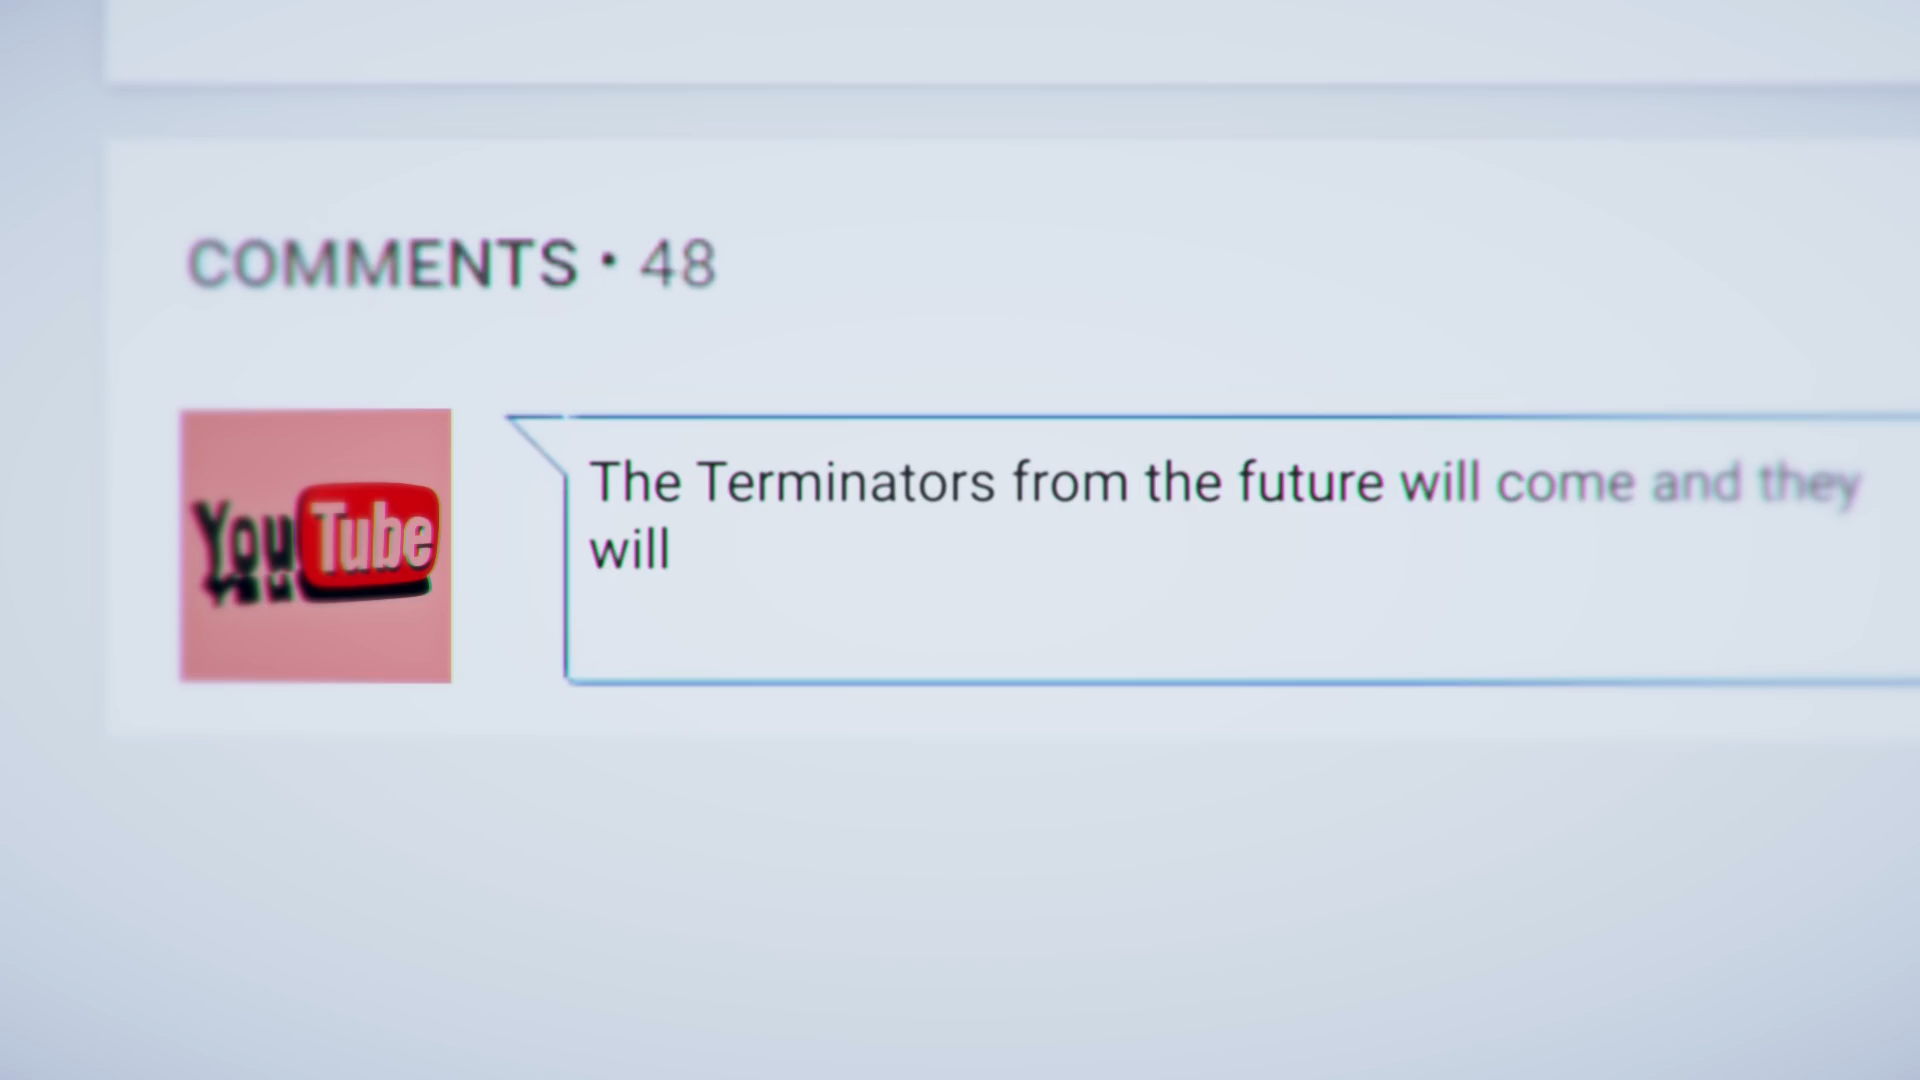 COMMENTS • 48
YouTube
The Terminators from the future will come and they
will